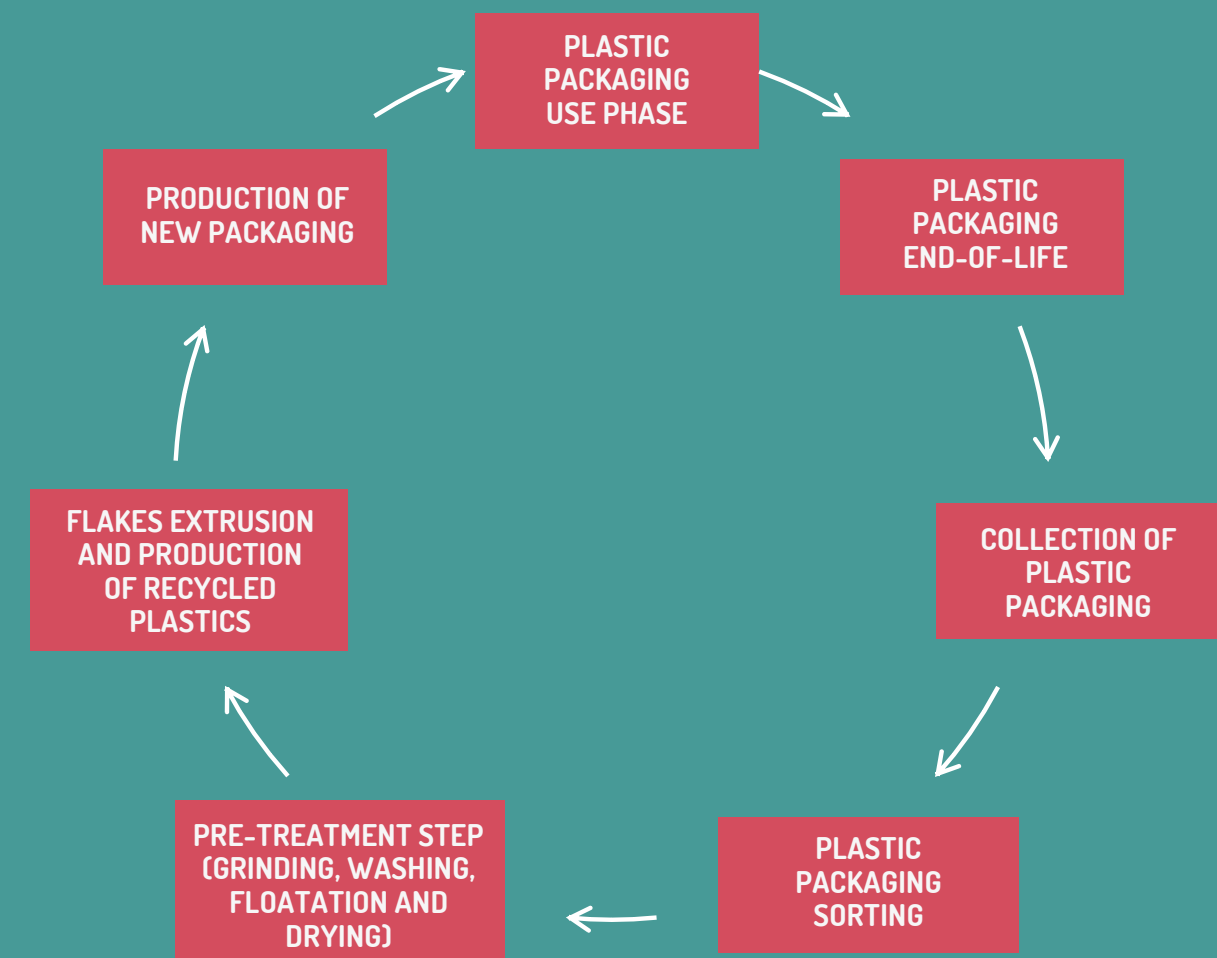 PLASTIC
PACKAGING
USE PHASE
PLASTIC
PACKAGING
END-OF-LIFE
COLLECTION OF
PLASTIC
PACKAGING
PLASTIC
PACKAGING
SORTING
PRE-TREATMENT STEP
(GRINDING, WASHING,
FLOATATION AND
DRYING)
FLAKES EXTRUSION
AND PRODUCTION
OF RECYCLED
PLASTICS
PRODUCTION OF
NEW PACKAGING